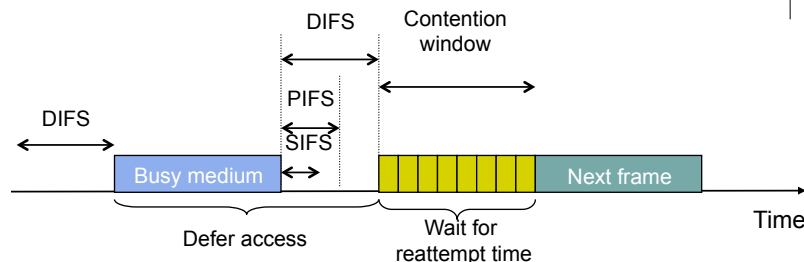 DIFS
Contention
window
PIFS
DIFS
SIFS
Busy medium
Next frame
Time
Defer access
Wait for
reattempt time